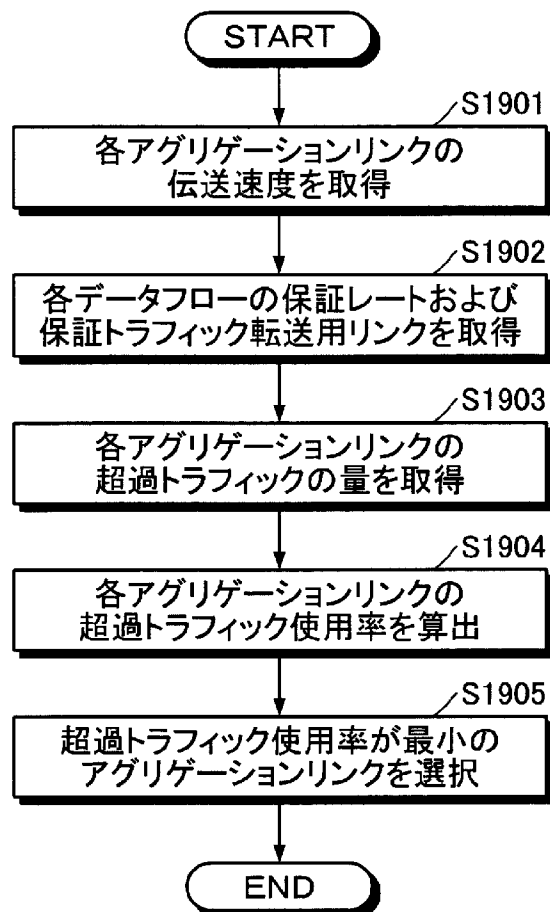 START
S1901
各アグリゲーションリンクの
伝送速度を取得
S1902
各データフローの保証レートおよび
保証トラフィック転送用リンクを取得
S1903
各アグリゲーションリンクの
超過トラフィックの量を取得
S1904
各アグリゲーションリンクの
超過トラフィック使用率を算出
S1905
超過トラフィック使用率が最小の
アグリゲーションリンクを選択
END